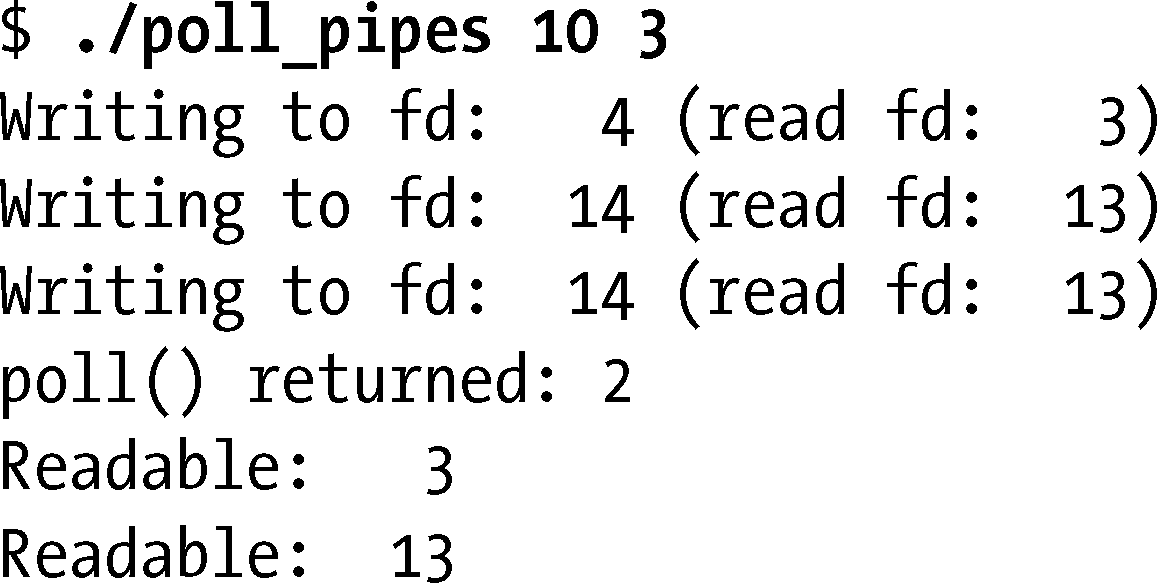 $ ./poll_pipes 10 3
Writing to fd:   4 (read fd:   3)
Writing to fd:  14 (read fd:  13)
Writing to fd:  14 (read fd:  13)
poll() returned: 2
Readable:   3
Readable:  13